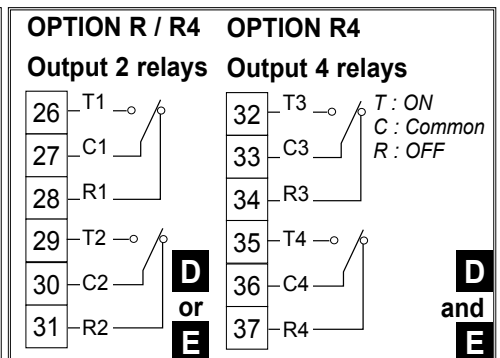 OPTION R / R4
Output 2 relays
26 T1
27 C1
28 R1
29 T2
30 C2
31 R2
D
or
E
OPTION R4
Output 4 relays
32 T3
33 C3
34 R3
35 T4
36 C4
37 R4
T : ON
C : Common
R : OFF
D
and
E